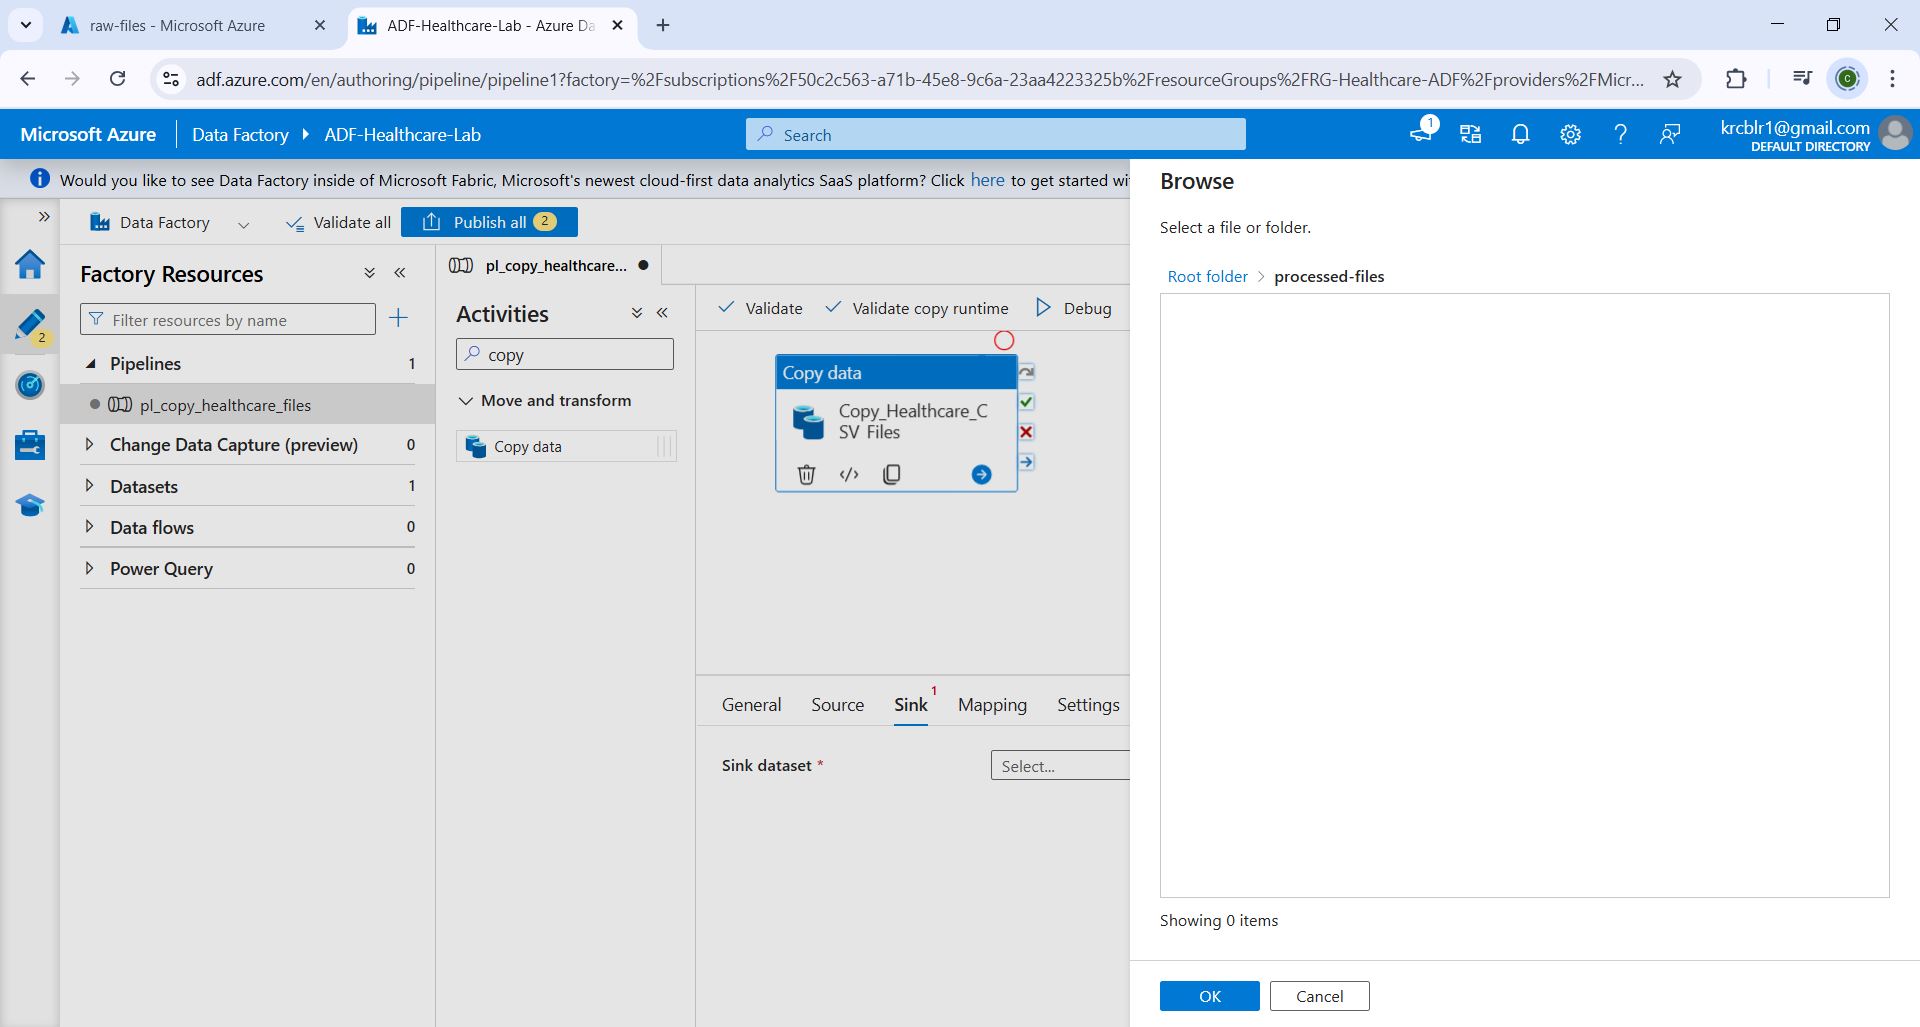 raw-files - Microsoft Azure
ADF-Healthcare-Lab - Azure Da
adf.azure.com/en/authoring/pipeline/pipeline1?factory=%2Fsubscriptions%2F50c2c563-a71b-45e8-9c6a-23aa4223325b%2FresourceGroups%2FRG-Healthcare-ADF%2Fproviders%2FMicr...
C
Microsoft Azure
Data Factory
ADF-Healthcare-Lab
Search
1
krcblr1@gmail.com
DEFAULT DIRECTORY
Would you like to see Data Factory inside of Microsoft Fabric, Microsoft's newest cloud-first data analytics SaaS platform? Click here to get started wi
Data Factory
Validate all
Publish all 2
2
Factory Resources
Filter resources by name
Pipelines 1
pl_copy_healthcare_files
Change Data Capture (preview) 0
Datasets 1
Data flows 0
Power Query 0
pl_copy_healthcare...
Activities
copy
Move and transform
Copy data
Validate
Validate copy runtime
Debug
Copy data
Copy_Healthcare_C
SV_Files
General
Source
Sink 1
Mapping
Settings
Sink dataset *
Select...
Browse
Select a file or folder.
Root folder > processed-files
Showing 0 items
OK
Cancel